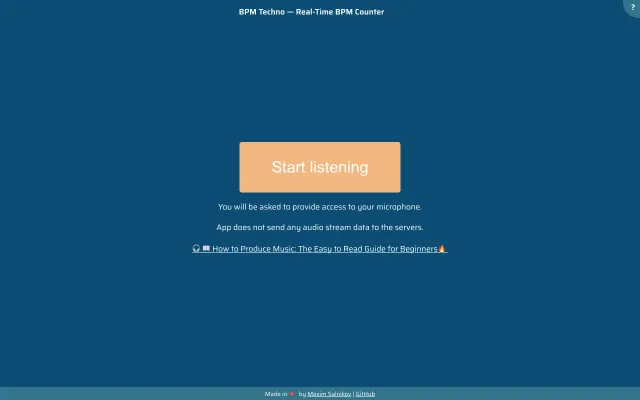 BPM Techno — Real-Time BPM Counter
?
Start listening
You will be asked to provide access to your microphone.
App does not send any audio stream data to the servers.
🎧 📖 How to Produce Music: The Easy to Read Guide for Beginners🔥
Made in by Maxim Salnikov | GitHub